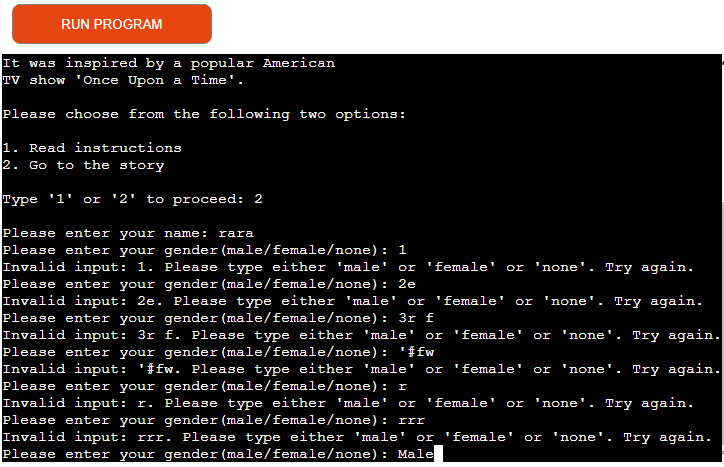 RUN PROGRAM
It was inspired by a popular American
TV show 'Once Upon a Time'.
Please choose from the following two options:
1. Read instructions
2. Go to the story
Type '1' or '2' to proceed: 2
Please enter your name: rara
Please enter your gender(male/female/none): 1
Invalid input: 1. Please type either 'male' or 'female' or 'none'. Try again.
Please enter your gender(male/female/none): 2e
Invalid input: 2e. Please type either 'male' or 'female' or 'none'. Try again.
Please enter your gender(male/female/none): 3r f
Invalid input: 3r f. Please type either 'male' or 'female' or 'none'. Try again.
Please enter your gender(male/female/none): '#fw
Invalid input: '#fw. Please type either 'male' or 'female' or 'none'. Try again.
Please enter your gender(male/female/none): r
Invalid input: r. Please type either 'male' or 'female' or 'none'. Try again.
Please enter your gender(male/female/none): rrr
Invalid input: rrr. Please type either 'male' or 'female' or 'none'. Try again.
Please enter your gender(male/female/none): Male